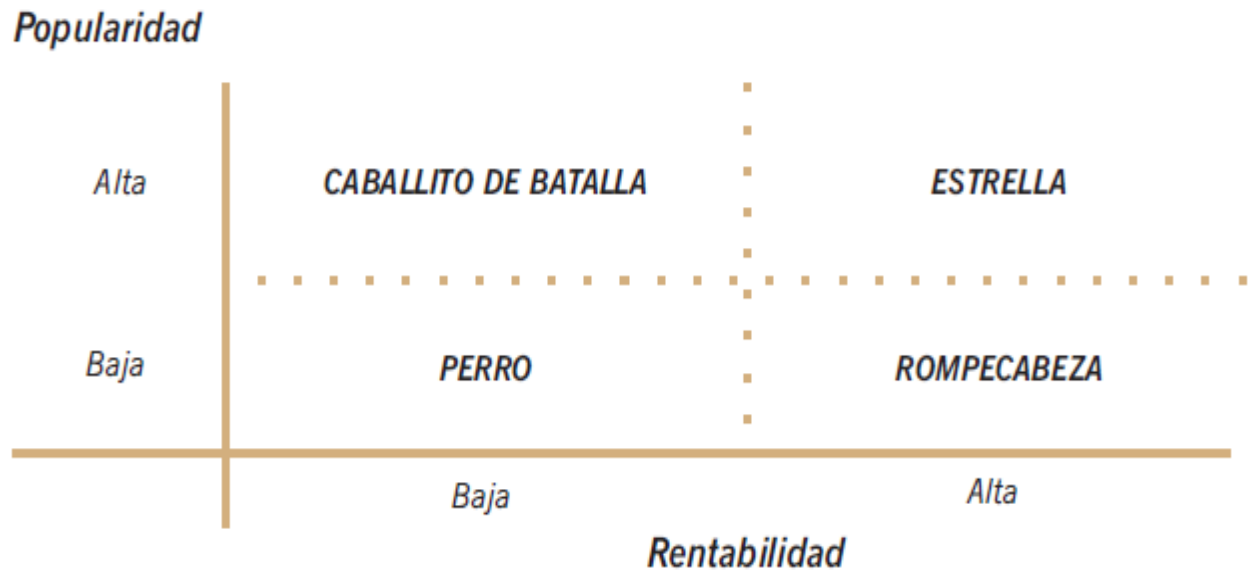 Popularidad
Alta
CABALLITO DE BATALLA
ESTRELLA
Baja
PERRO
ROMPECABEZA
Baja
Alta
Rentabilidad